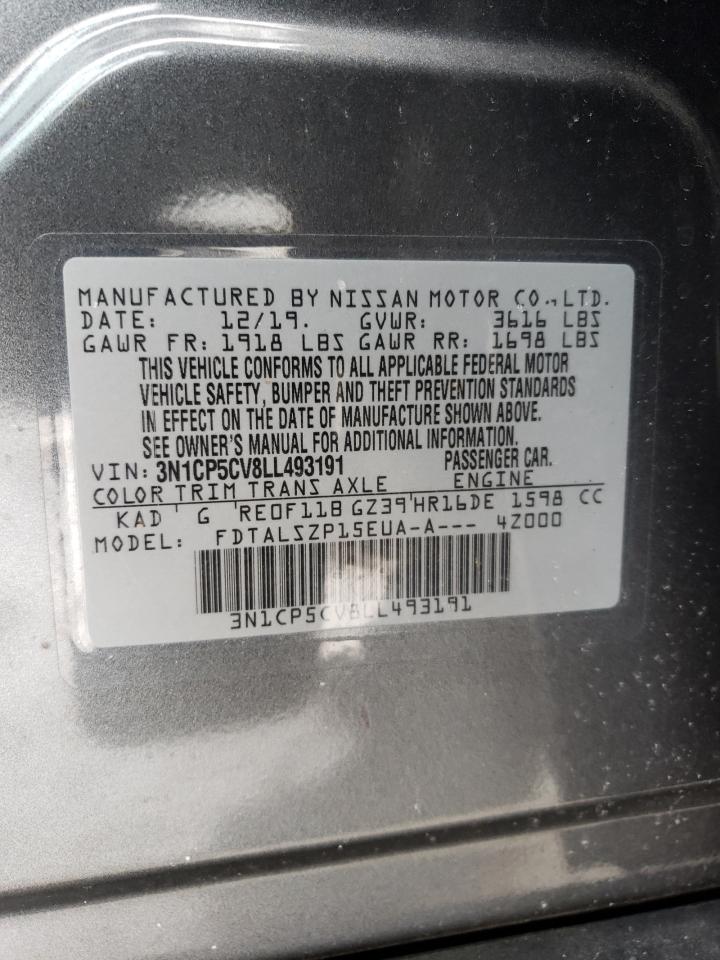 MANUFACTURED BY NISSAN MOTOR CO., LTD.
DATE: 12/19. GVWR: 3616 LBS
GAWR FR: 1918 LBS GAWR RR: 1698 LBS
THIS VEHICLE CONFORMS TO ALL APPLICABLE FEDERAL MOTOR
VEHICLE SAFETY, BUMPER AND THEFT PREVENTION STANDARDS
IN EFFECT ON THE DATE OF MANUFACTURE SHOWN ABOVE.
SEE OWNER'S MANUAL FOR ADDITIONAL INFORMATION.
VIN: 3N1CP5CV8LL493191 PASSENGER CAR.
COLOR TRIM TRANS AXLE ENGINE
KAD ' G ' RE0F11B GZ39 ' HR16DE 1598 CC
MODEL: FDTALSZP15EUA-A--- 4Z000
3N1CP5CV8LL493191